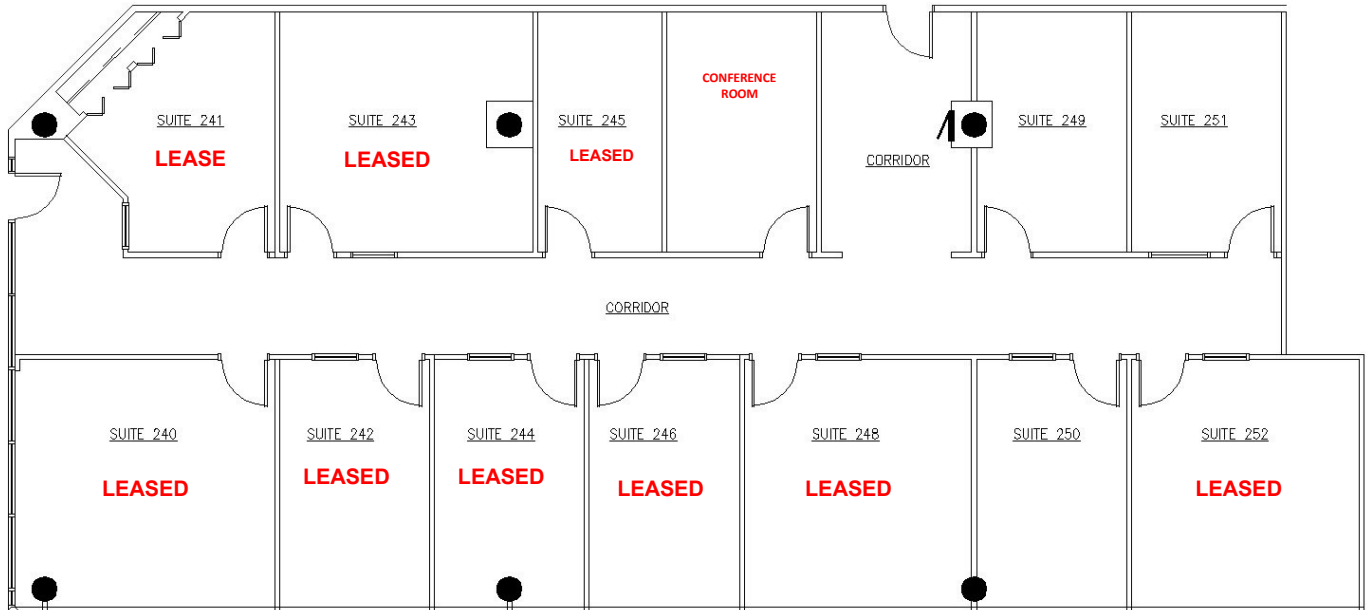 CONFERENCE
ROOM
SUITE 241
LEASE
SUITE 243
LEASED
SUITE 245
LEASED
CORRIDOR
SUITE 249
SUITE 251
CORRIDOR
SUITE 240
LEASED
SUITE 242
LEASED
SUITE 244
LEASED
SUITE 246
LEASED
SUITE 248
LEASED
SUITE 250
SUITE 252
LEASED